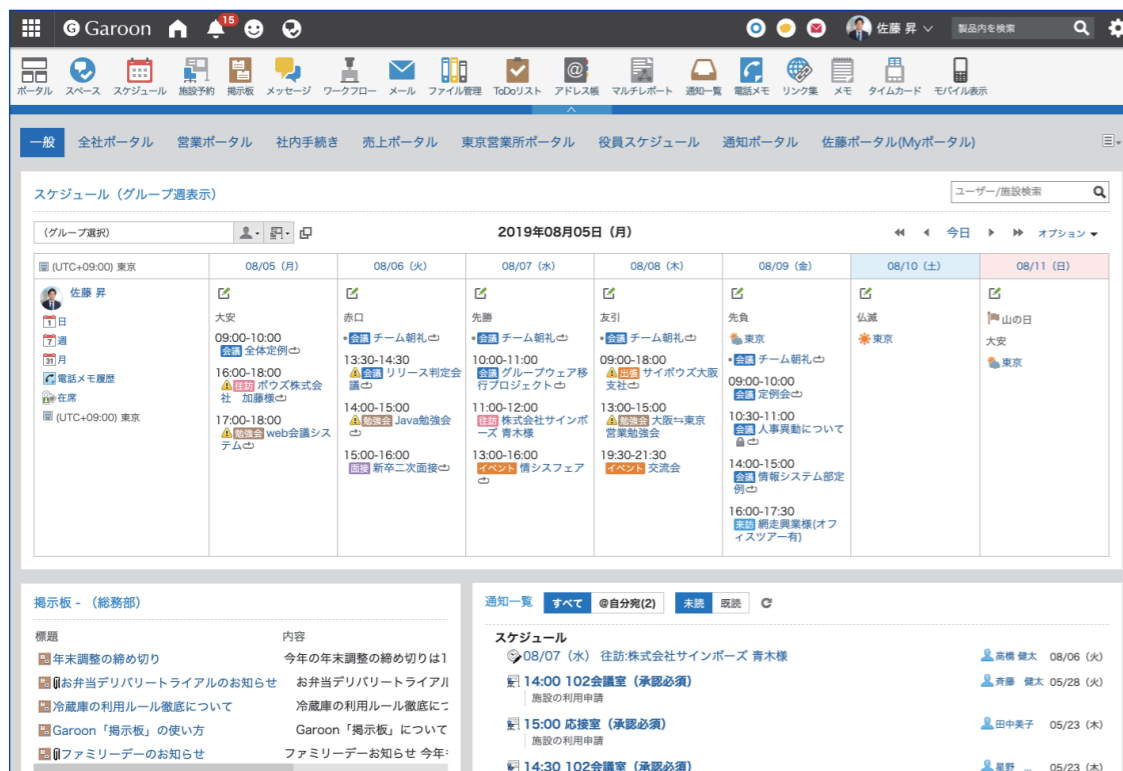 Garoon 15 佐藤 昇 製品内を検索
ポータル スペース スケジュール 施設予約 掲示板 メッセージ ワークフロー メール ファイル管理 ToDoリスト アドレス帳 マルチレポート 通知一覧 電話メモ リンク集 メモ タイムカード モバイル表示
一般 全社ポータル 営業ポータル 社内手続き 売上ポータル 東京営業所ポータル 役員スケジュール 通知ポータル 佐藤ポータル(Myポータル)
スケジュール（グループ週表示）
ユーザー/施設検索
(グループ選択)
2019年08月05日（月）
今日 オプション
(UTC+09:00) 東京 08/05（月） 08/06（火） 08/07（水） 08/08（木） 08/09（金） 08/10（土） 08/11（日）
佐藤 昇
1 日
7 週
31 月
電話メモ履歴
在席
(UTC+09:00) 東京
大安
09:00-10:00
会議 全体定例
16:00-18:00
往訪 ボウズ株式会
社 加藤様
17:00-18:00
勉強会 web会議シス
テム
赤口
会議 チーム朝礼
13:30-14:30
会議 リリース判定会
議
14:00-15:00
勉強会 Java勉強会
15:00-16:00
面接 新卒二次面接
先勝
会議 チーム朝礼
10:00-11:00
会議 グループウェア移
行プロジェクト
11:00-12:00
往訪 株式会社サインボ
ーズ 青木様
13:00-16:00
イベント 情シスフェア
友引
会議 チーム朝礼
09:00-18:00
出張 サイボウズ大阪
支社
13:00-15:00
勉強会 大阪⇆東京
営業勉強会
19:30-21:30
イベント 交流会
先負
東京
会議 チーム朝礼
09:00-10:00
会議 定例会
10:30-11:00
会議 人事異動について
14:00-15:00
会議 情報システム部定
例
16:00-17:30
来訪 網走興業様(オフ
ィスツアー有)
仏滅
東京
山の日
大安
東京
掲示板 - （総務部）
標題 内容
年末調整の締め切り 今年の年末調整の締め切りは1
お弁当デリバリートライアルのお知らせ お弁当デリバリートライアル
冷蔵庫の利用ルール徹底について 冷蔵庫の利用ルール徹底に
Garoon「掲示板」の使い方 Garoon「掲示板」について
ファミリーデーのお知らせ ファミリーデーお知らせ 今年
通知一覧 すべて @自分宛(2) 未読 既読
スケジュール
08/07（水） 往訪:株式会社サインボーズ 青木様 高橋 健太 08/06（火）
14:00 102会議室（承認必須） 斉藤 健太 05/28（火）
施設の利用申請
15:00 応接室（承認必須） 田中美子 05/23（木）
施設の利用申請
14:30 102会議室（承認必須） 星野 ... 05/23（木）